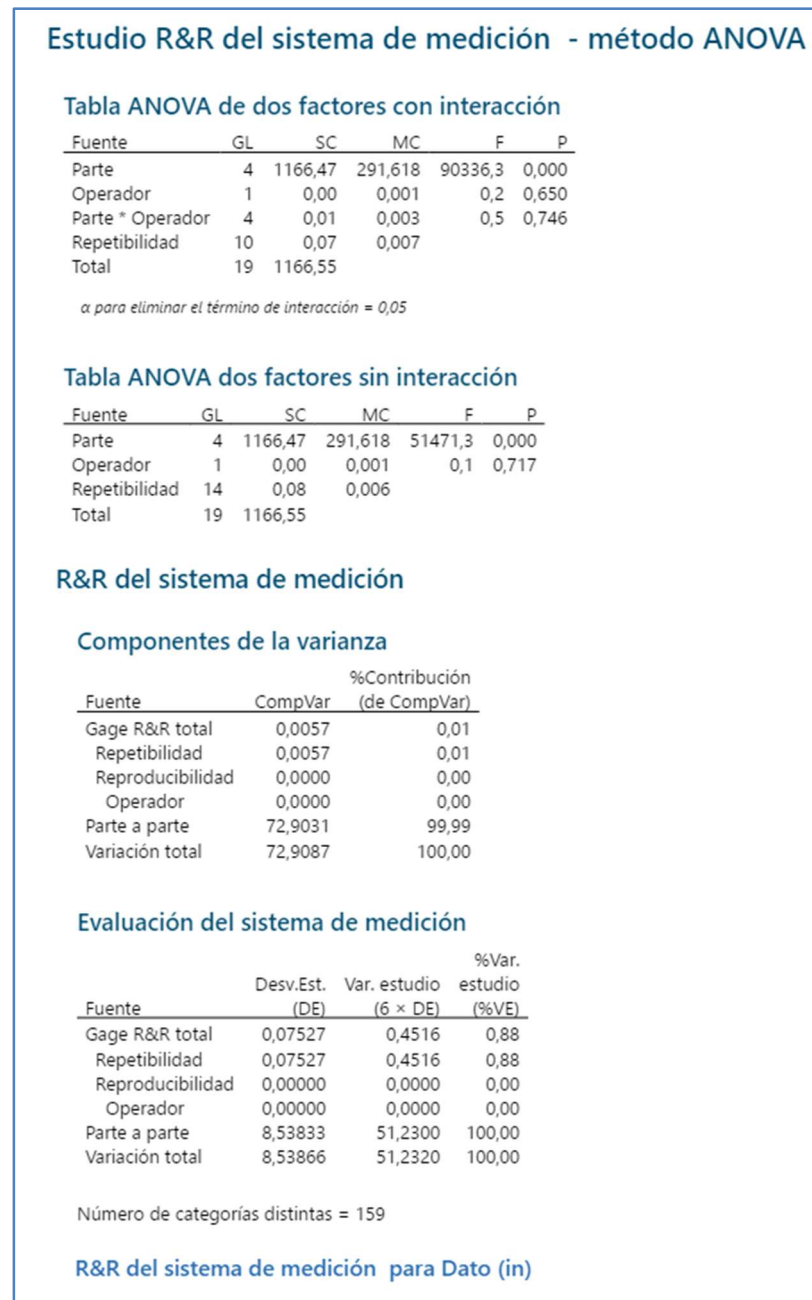 Estudio R&R del sistema de medición - método ANOVA
Tabla ANOVA de dos factores con interacción
Fuente GL SC MC F P
Parte 4 1166,47 291,618 90336,3 0,000
Operador 1 0,00 0,001 0,2 0,650
Parte * Operador 4 0,01 0,003 0,5 0,746
Repetibilidad 10 0,07 0,007
Total 19 1166,55
α para eliminar el término de interacción = 0,05
Tabla ANOVA dos factores sin interacción
Fuente GL SC MC F P
Parte 4 1166,47 291,618 51471,3 0,000
Operador 1 0,00 0,001 0,1 0,717
Repetibilidad 14 0,08 0,006
Total 19 1166,55
R&R del sistema de medición
Componentes de la varianza
%Contribución
Fuente CompVar (de CompVar)
Gage R&R total 0,0057 0,01
Repetibilidad 0,0057 0,01
Reproducibilidad 0,0000 0,00
Operador 0,0000 0,00
Parte a parte 72,9031 99,99
Variación total 72,9087 100,00
Evaluación del sistema de medición
%Var.
Desv.Est. Var. estudio estudio
Fuente (DE) (6 × DE) (%VE)
Gage R&R total 0,07527 0,4516 0,88
Repetibilidad 0,07527 0,4516 0,88
Reproducibilidad 0,00000 0,0000 0,00
Operador 0,00000 0,0000 0,00
Parte a parte 8,53833 51,2300 100,00
Variación total 8,53866 51,2320 100,00
Número de categorías distintas = 159
R&R del sistema de medición para Dato (in)